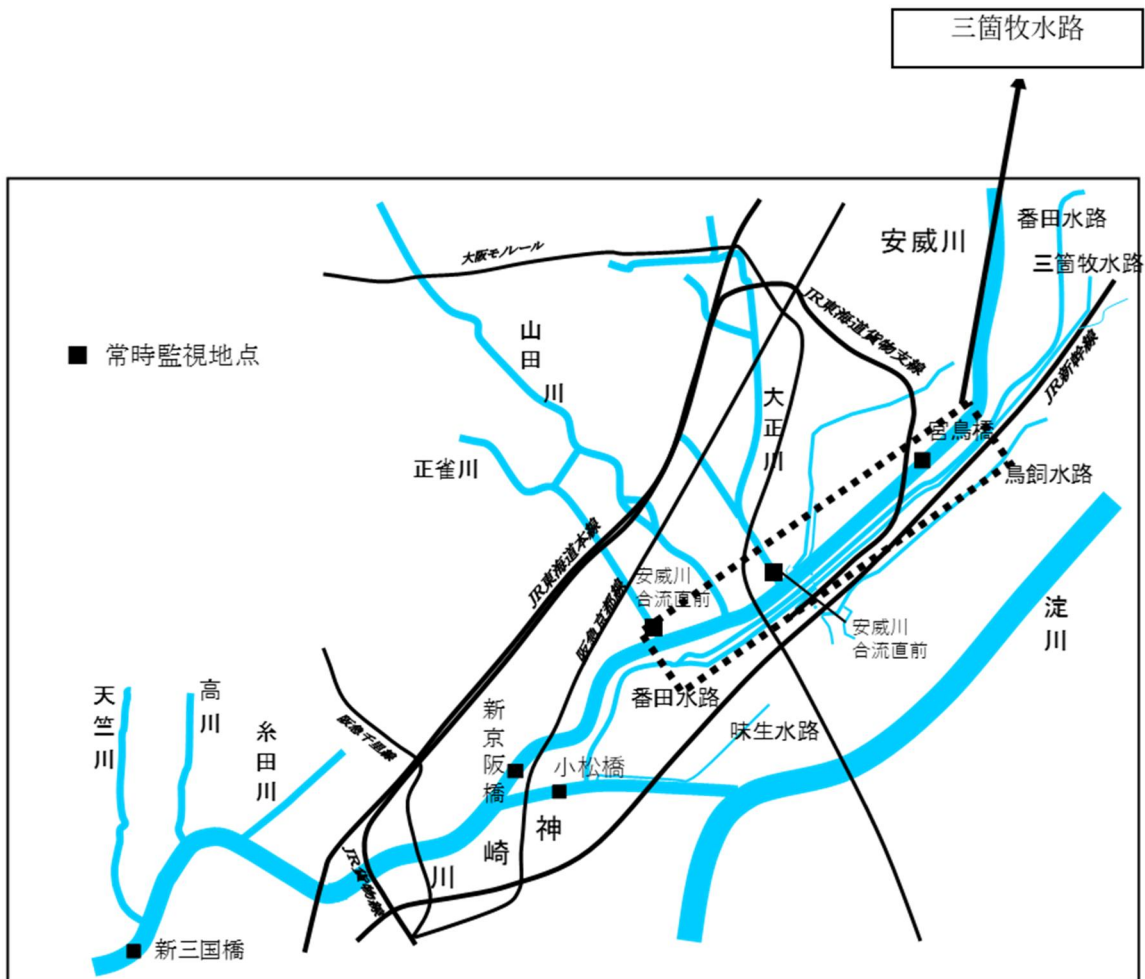 三箇牧水路
番田水路
安威川
三箇牧水路
大阪モノレール
JR東海道貨物支線
JR新幹線
山田川
■ 常時監視地点
大正川
宮鳥橋
正雀川
鳥飼水路
JR東海道本線
阪急京都線
安威川
合流直前
安威川
合流直前
淀川
番田水路
天竺川
高川
糸田川
阪急千里線
新京阪橋
味生水路
小松橋
神崎川
JR貨物線
新三国橋